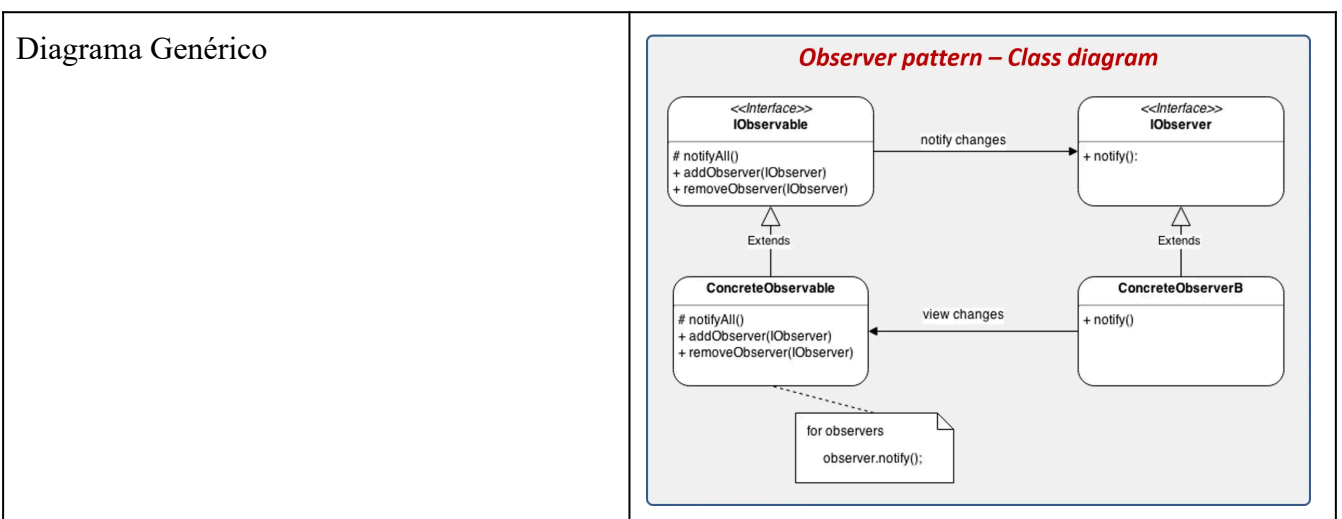 Diagrama Genérico
Observer pattern – Class diagram
<<Interface>>
IObservable
# notifyAll()
+ addObserver(IObserver)
+ removeObserver(IObserver)
notify changes
<<Interface>>
IObserver
+ notify():
Extends
Extends
ConcreteObservable
# notifyAll()
+ addObserver(IObserver)
+ removeObserver(IObserver)
view changes
ConcreteObserverB
+ notify()
for observers
observer.notify();